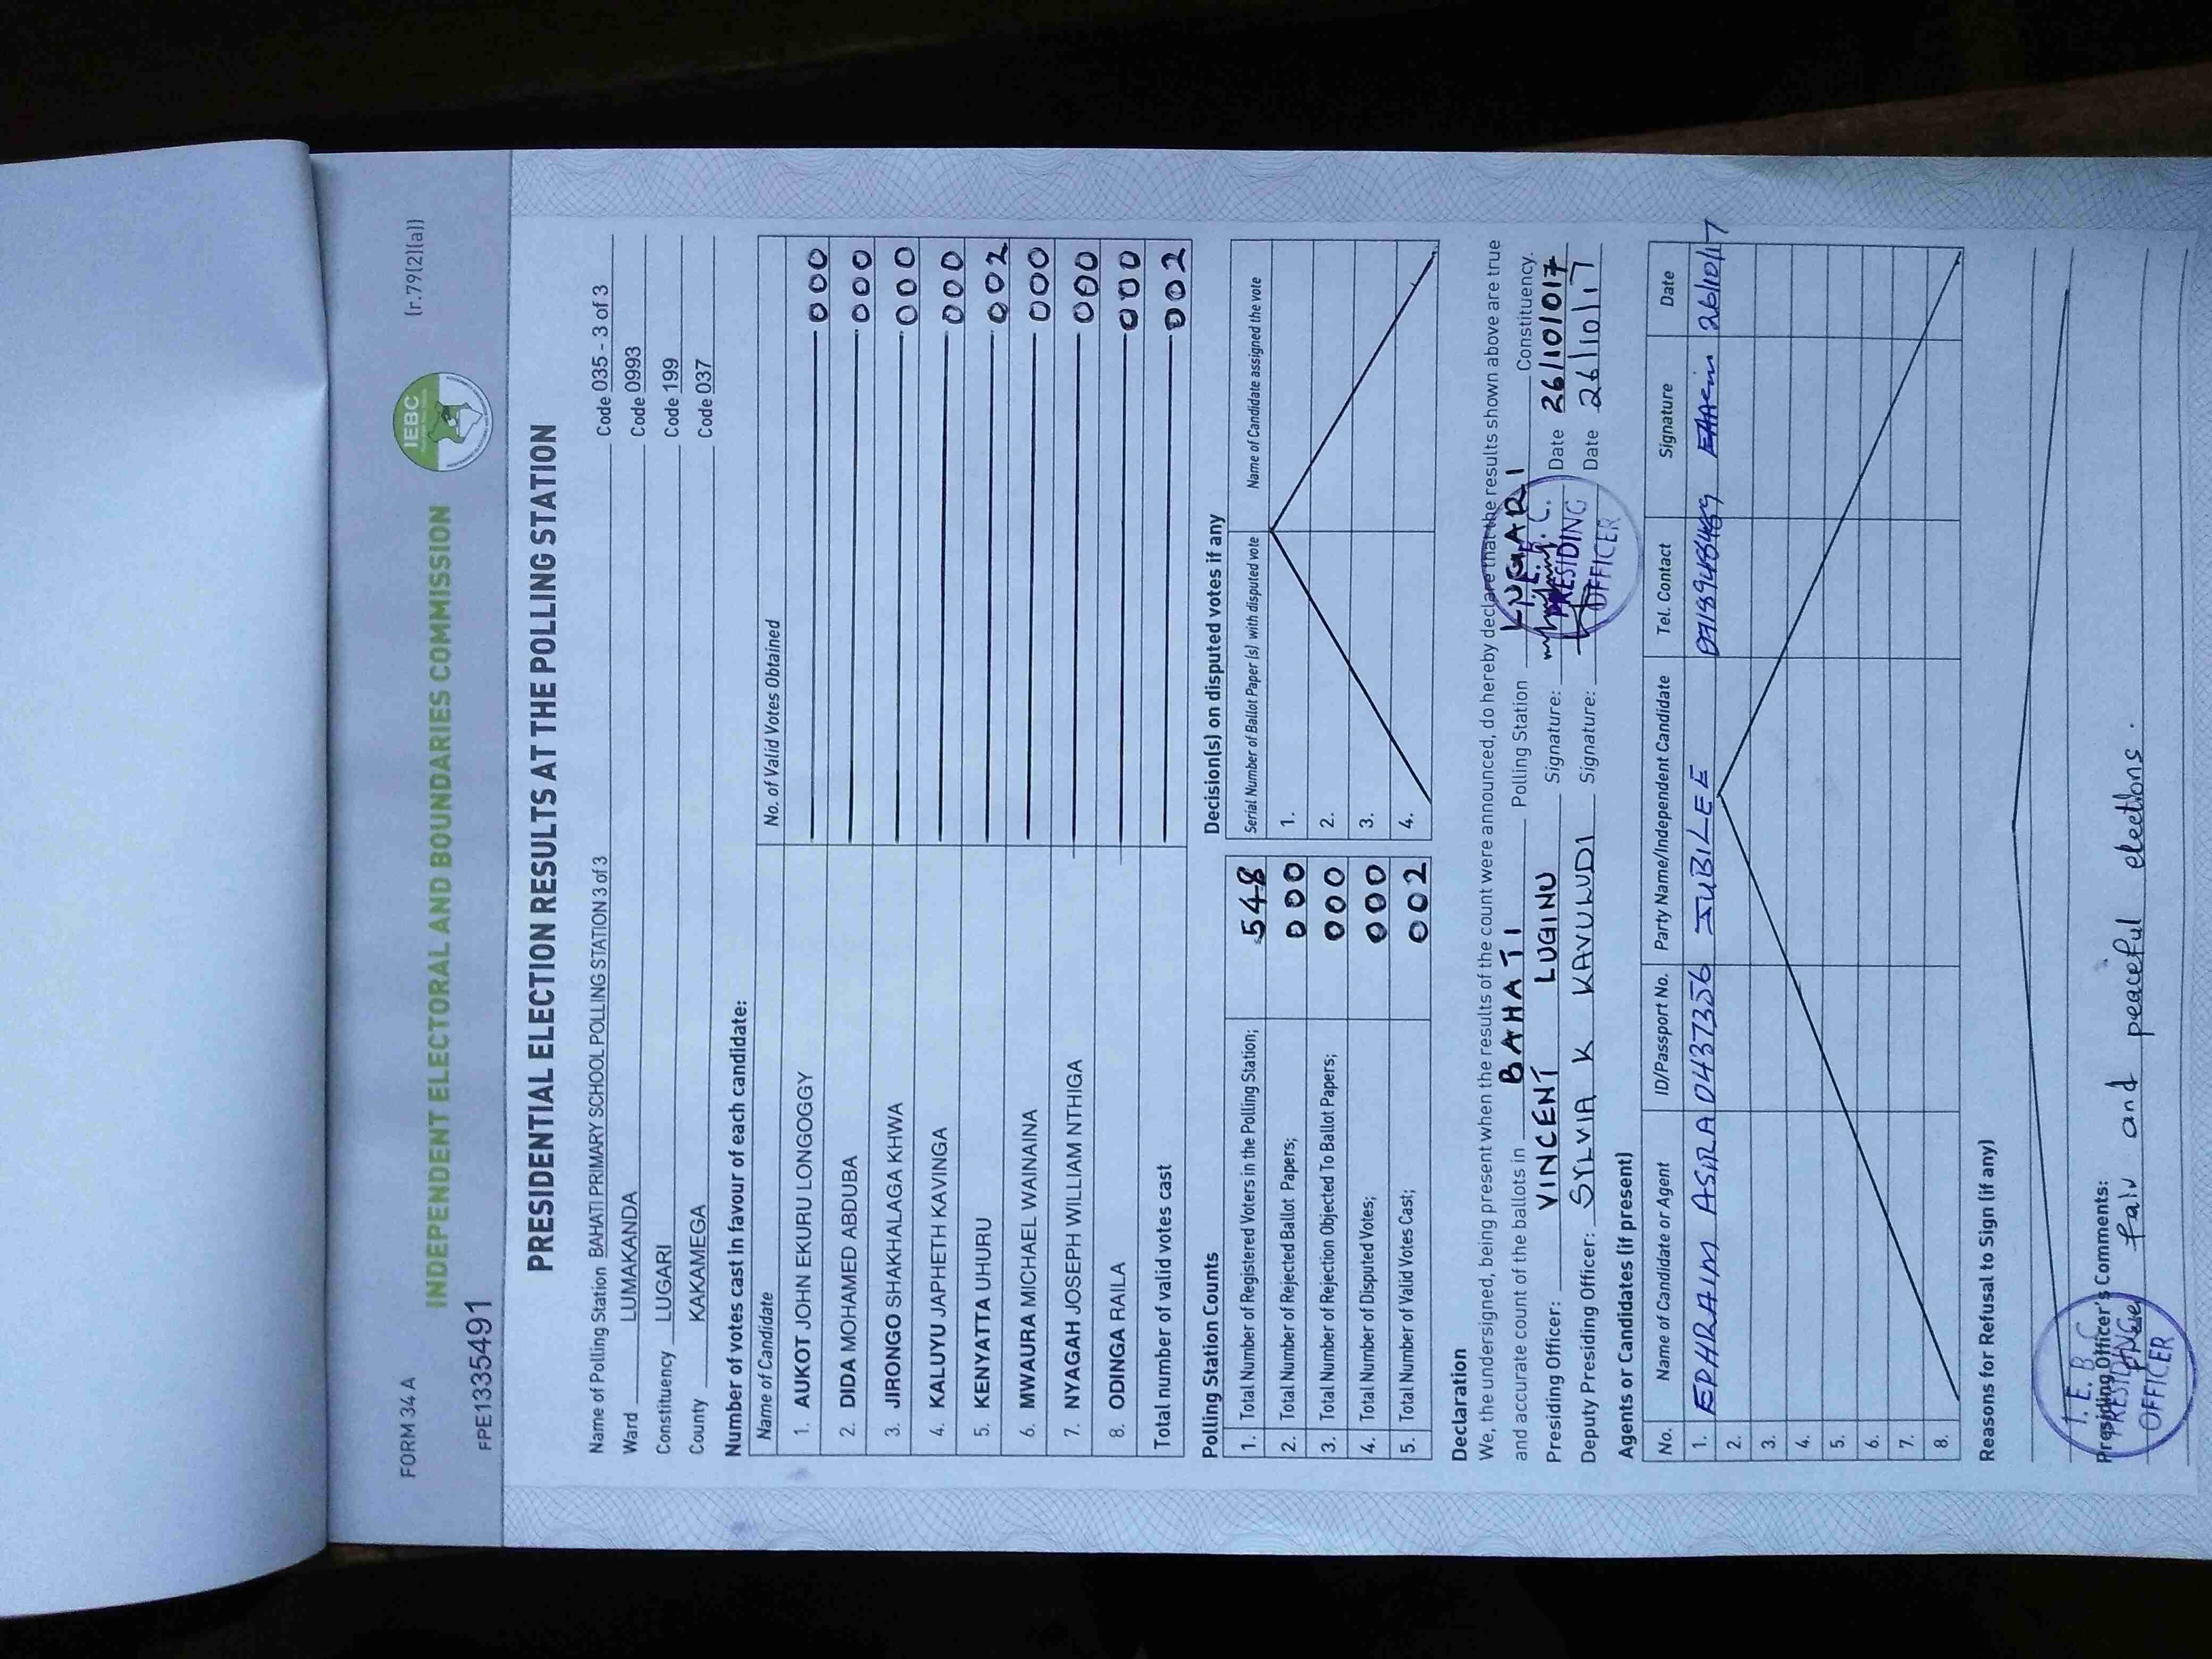 FORM 34 A
(r.79(2)(a))
IEBC
INDEPENDENT ELECTORAL AND BOUNDARIES COMMISSION
FPE1335491
PRESIDENTIAL ELECTION RESULTS AT THE POLLING STATION
Name of Polling Station BAHATI PRIMARY SCHOOL POLLING STATION 3 of 3 Code 035 - 3 of 3
Ward LUMAKANDA Code 0993
Constituency LUGARI Code 199
County KAKAMEGA Code 037
Number of votes cast in favour of each candidate:
Name of Candidate No. of Valid Votes Obtained
1. AUKOT JOHN EKURU LONGOGGY 000
2. DIDA MOHAMED ABDUBA 000
3. JIRONGO SHAKHALAGA KHWA 000
4. KALUYU JAPHETH KAVINGA 000
5. KENYATTA UHURU 002
6. MWAURA MICHAEL WAINAINA 000
7. NYAGAH JOSEPH WILLIAM NTHIGA 000
8. ODINGA RAILA 000
Total number of valid votes cast 002
Polling Station Counts
1. Total Number of Registered Voters in the Polling Station; 548
2. Total Number of Rejected Ballot Papers; 000
3. Total Number of Rejection Objected To Ballot Papers; 000
4. Total Number of Disputed Votes; 000
5. Total Number of Valid Votes Cast; 002
Decision(s) on disputed votes if any
Serial Number of Ballot Paper (s) with disputed vote Name of Candidate assigned the vote
1.
2.
3.
4.
Declaration
We, the undersigned, being present when the results of the count were announced, do hereby declare that the results shown above are true
and accurate count of the ballots in BAHATI Polling Station LUGARI Constituency.
Presiding Officer: VINCENT LUGINU Signature: Date 26/10/017
Deputy Presiding Officer: SYLVIA K KAVULUDI Signature: Date 26/10/17
PRESIDING
OFFICER
Agents or Candidates (if present)
No. Name of Candidate or Agent ID/Passport No. Party Name/Independent Candidate Tel. Contact Signature Date
1. EPHRAIM ASIRA 0437356 JUBILEE 26/10/17
2.
3.
4.
5.
6.
7.
8.
Reasons for Refusal to Sign (if any)
Presiding Officer's Comments:
and peaceful elections.
I. E. B. C
PRESIDING
OFFICER